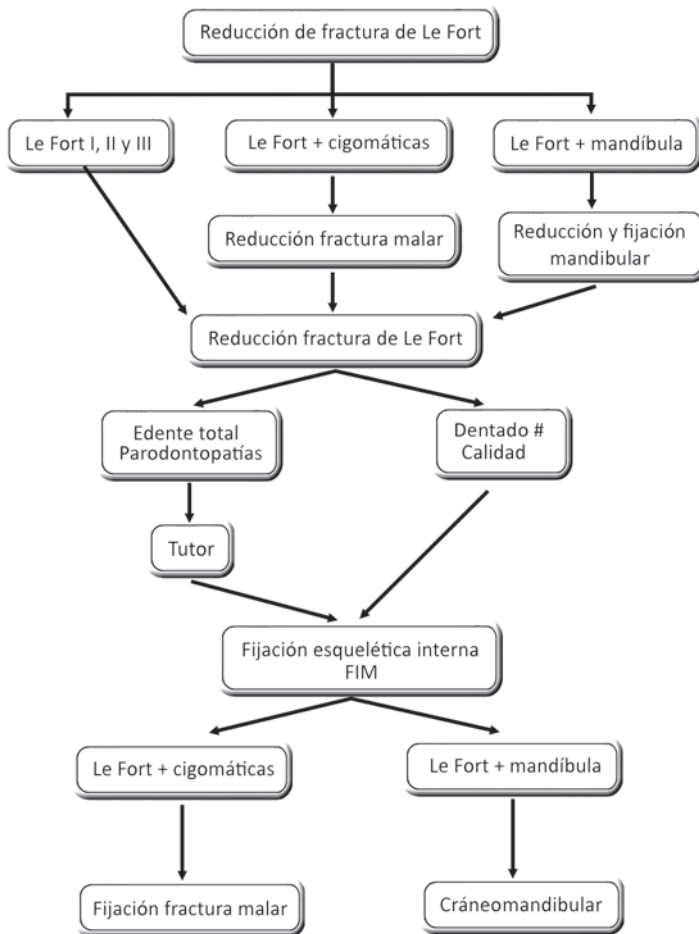 Reducción de fractura de Le Fort
Le Fort I, II y III
Le Fort + cigomáticas
Le Fort + mandíbula
Reducción fractura malar
Reducción y fijación
mandibular
Reducción fractura de Le Fort
Edente total
Parodontopatías
Dentado #
Calidad
Tutor
Fijación esquelética interna
FIM
Le Fort + cigomáticas
Le Fort + mandíbula
Fijación fractura malar
Cráneomandibular